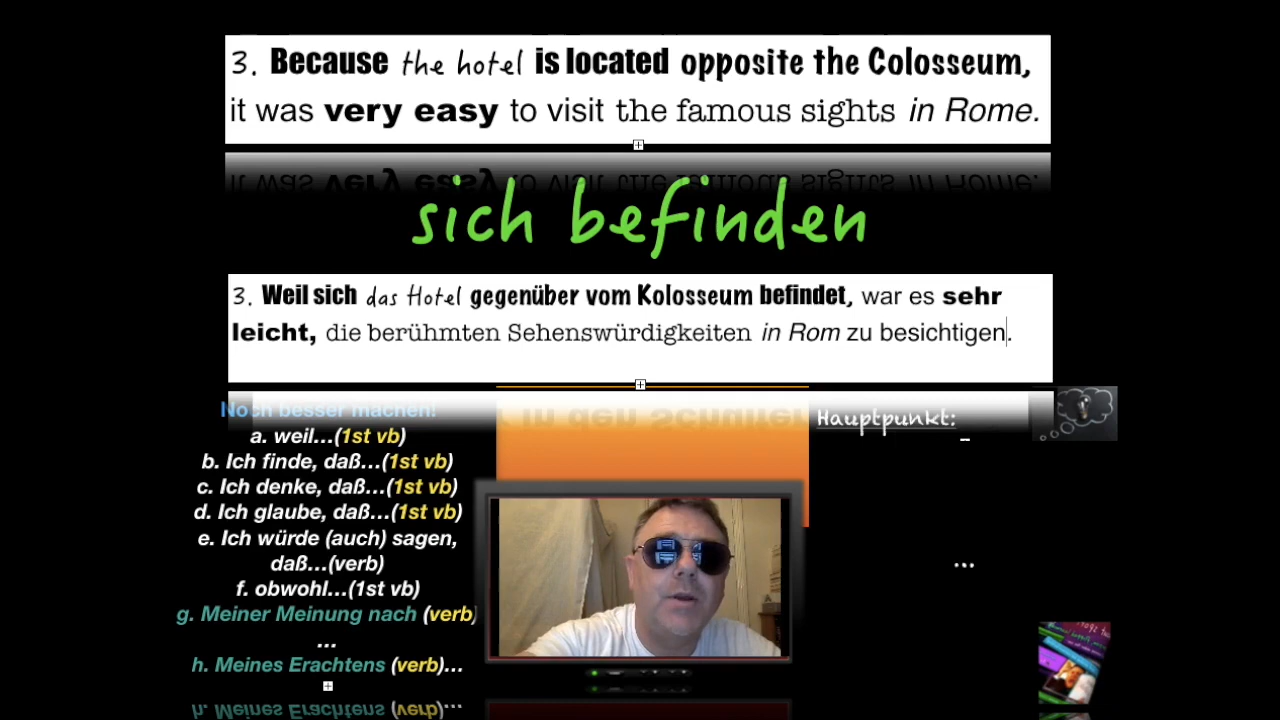 3. Because the hotel is located opposite the Colosseum,
it was very easy to visit the famous sights in Rome.
sich befinden
3. Weil sich das Hotel gegenüber vom Kolosseum befindet, war es sehr
leicht, die berühmten Sehenswürdigkeiten in Rom zu besichtigen.
Noch besser machen!
a. weil...(1st vb)
b. Ich finde, daß...(1st vb)
c. Ich denke, daß...(1st vb)
d. Ich glaube, daß...(1st vb)
e. Ich würde (auch) sagen,
daß...(verb)
f. obwohl...(1st vb)
g. Meiner Meinung nach (verb)
...
h. Meines Erachtens (verb)...
Hauptpunkt:
–
...